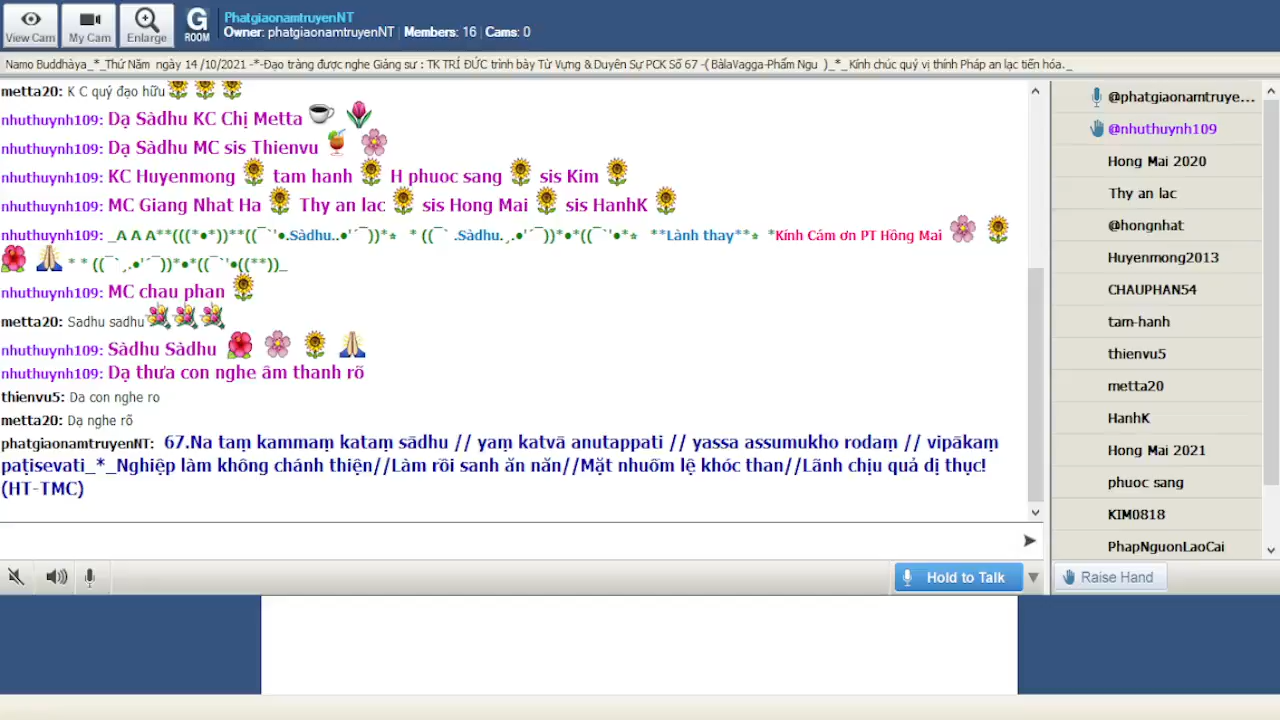 View Cam
My Cam
Enlarge
G
ROOM
PhatgiaonamtruyenNT
Owner: phatgiaonamtruyenNT | Members: 16 | Cams: 0
Namo Buddhàya_*_Thứ Năm ngày 14 /10/2021 -*-Đạo tràng được nghe Giảng sư : TK TRÍ ĐỨC trình bày Từ Vựng & Duyên Sự PCK Số 67 -( BàlaVagga-Phẩm Ngu )_*_Kính chúc quý vị thính Pháp an lạc tiến hóa._
metta20: K C quý đạo hữu
nhuthuynh109: Dạ Sàdhu KC Chị Metta
nhuthuynh109: Dạ Sàdhu MC sis Thienvu
nhuthuynh109: KC Huyenmong tam hanh H phuoc sang sis Kim
nhuthuynh109: MC Giang Nhat Ha Thy an lac sis Hong Mai sis HanhK
nhuthuynh109: _A A A**(((*•*))**((¯`'•.Sàdhu..•'´¯))*⁎ * ((¯` .Sàdhu.¸.•'´¯))*•*((¯`'•*⁎ **Lành thay**⁎ *Kính Cám ơn PT Hồng Mai
* * ((¯`¸.•'´¯))*•*((¯`'•((**))_
nhuthuynh109: MC chau phan
metta20: Sadhu sadhu
nhuthuynh109: Sàdhu Sàdhu
nhuthuynh109: Dạ thưa con nghe âm thanh rõ
thienvu5: Da con nghe ro
metta20: Dạ nghe rõ
phatgiaonamtruyenNT: 67.Na taṃ kammaṃ kataṃ sādhu // yaṃ katvā anutappati // yassa assumukho rodaṃ // vipākaṃ
paṭisevati_*_Nghiệp làm không chánh thiện//Làm rồi sanh ăn năn//Mặt nhuốm lệ khóc than//Lãnh chịu quả dị thục!
(HT-TMC)
@phatgiaonamtruye...
@nhuthuynh109
Hong Mai 2020
Thy an lac
@hongnhat
Huyenmong2013
CHAUPHAN54
tam-hanh
thienvu5
metta20
HanhK
Hong Mai 2021
phuoc sang
KIM0818
PhapNguonLaoCai
Hold to Talk
Raise Hand